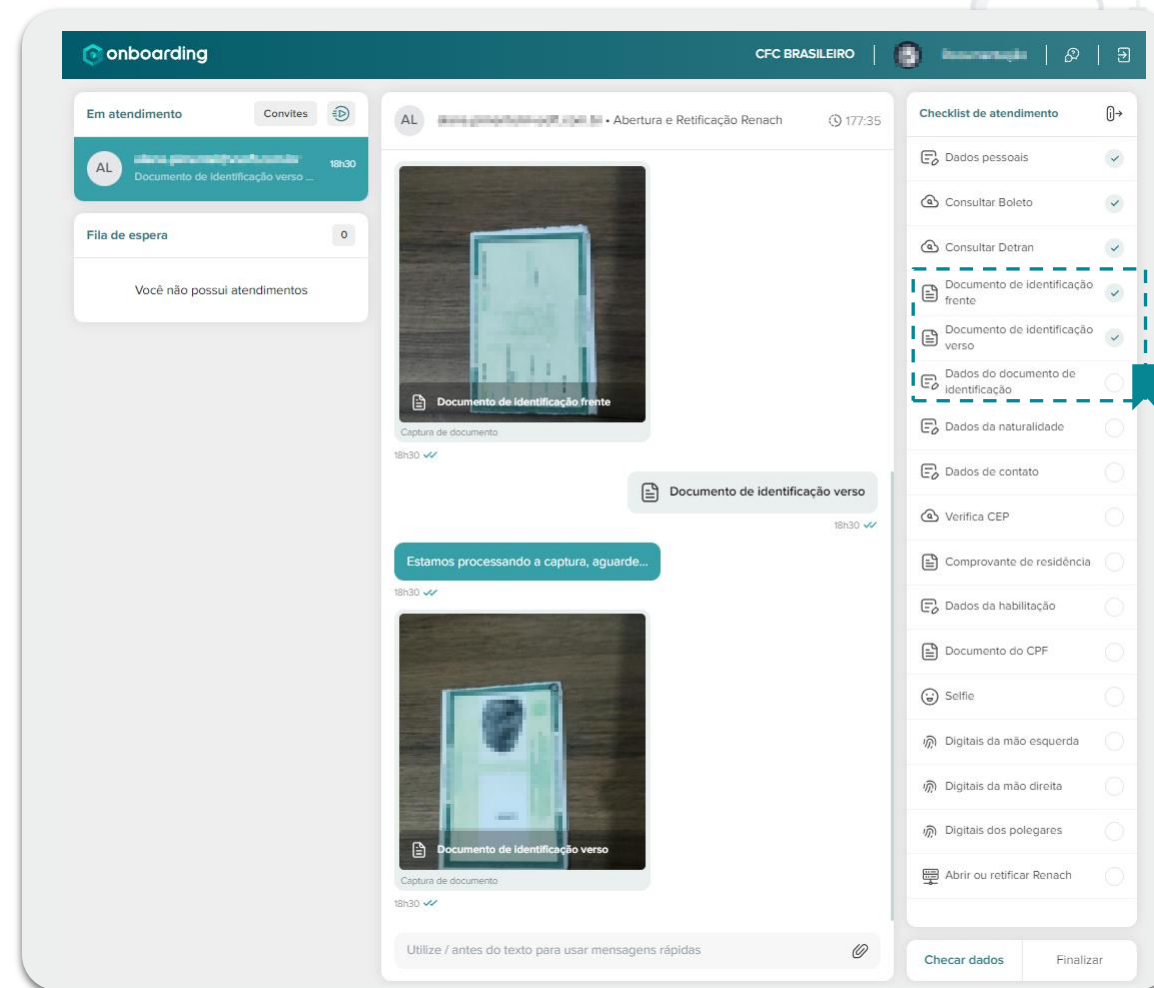 onboarding
CFC BRASILEIRO
Em atendimento
Convites
AL
18h30
Documento de identificação verso ...
Fila de espera
0
Você não possui atendimentos
AL
• Abertura e Retificação Renach
177:35
Documento de identificação frente
Captura de documento
18h30
Documento de identificação verso
18h30
Estamos processando a captura, aguarde...
18h30
Documento de identificação verso
Captura de documento
18h30
Utilize / antes do texto para usar mensagens rápidas
Checklist de atendimento
Dados pessoais
Consultar Boleto
Consultar Detran
Documento de identificação
frente
Documento de identificação
verso
Dados do documento de
identificação
Dados da naturalidade
Dados de contato
Verifica CEP
Comprovante de residência
Dados da habilitação
Documento do CPF
Selfie
Digitais da mão esquerda
Digitais da mão direita
Digitais dos polegares
Abrir ou retificar Renach
Checar dados
Finalizar